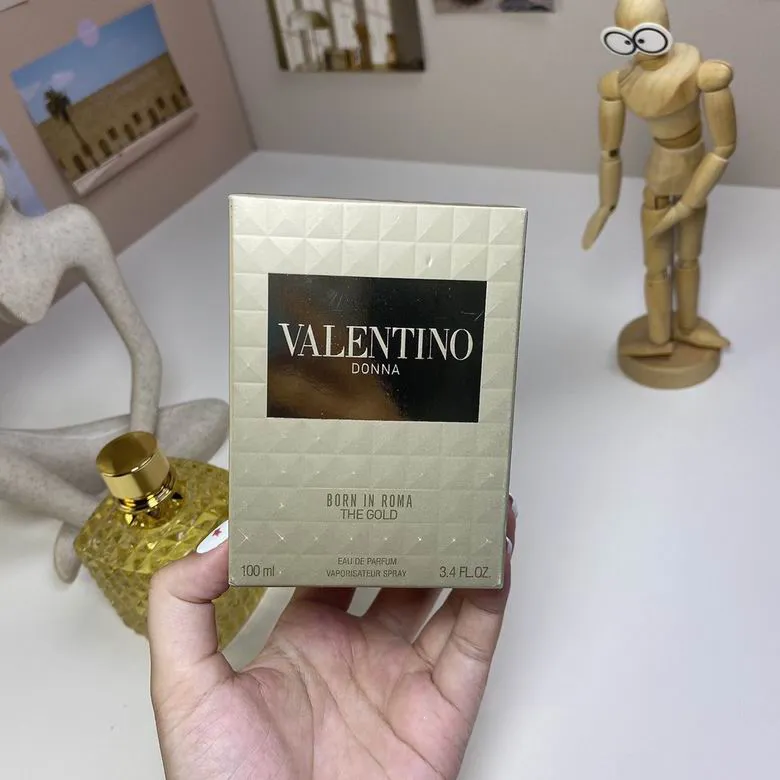 VALENTINO
DONNA
BORN IN ROMA
THE GOLD
EAU DE PARFUM
100 ml VAPORISATEUR SPRAY 3.4 FL.OZ.